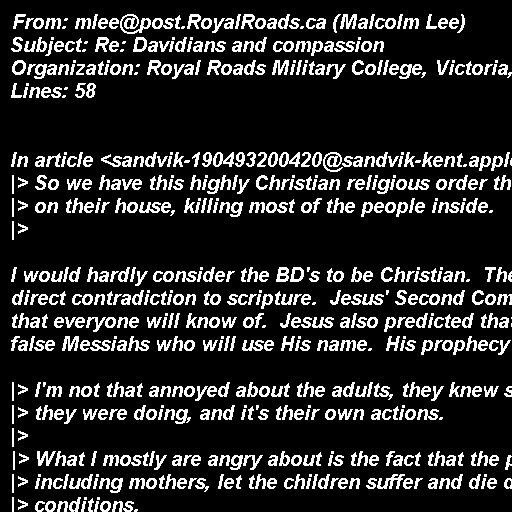 From: mlee@post.RoyalRoads.ca (Malcolm Lee)
Subject: Re: Davidians and compassion
Organization: Royal Roads Military College, Victoria,
Lines: 58
In article <sandvik-190493200420@sandvik-kent.apple
|> So we have this highly Christian religious order th
|> on their house, killing most of the people inside.
|>
I would hardly consider the BD's to be Christian.  The
direct contradiction to scripture.  Jesus' Second Com
that everyone will know of.  Jesus also predicted that
false Messiahs who will use His name.  His prophecy
|> I'm not that annoyed about the adults, they knew s
|> they were doing, and it's their own actions.
|>
|> What I mostly are angry about is the fact that the p
|> including mothers, let the children suffer and die
|> conditions.